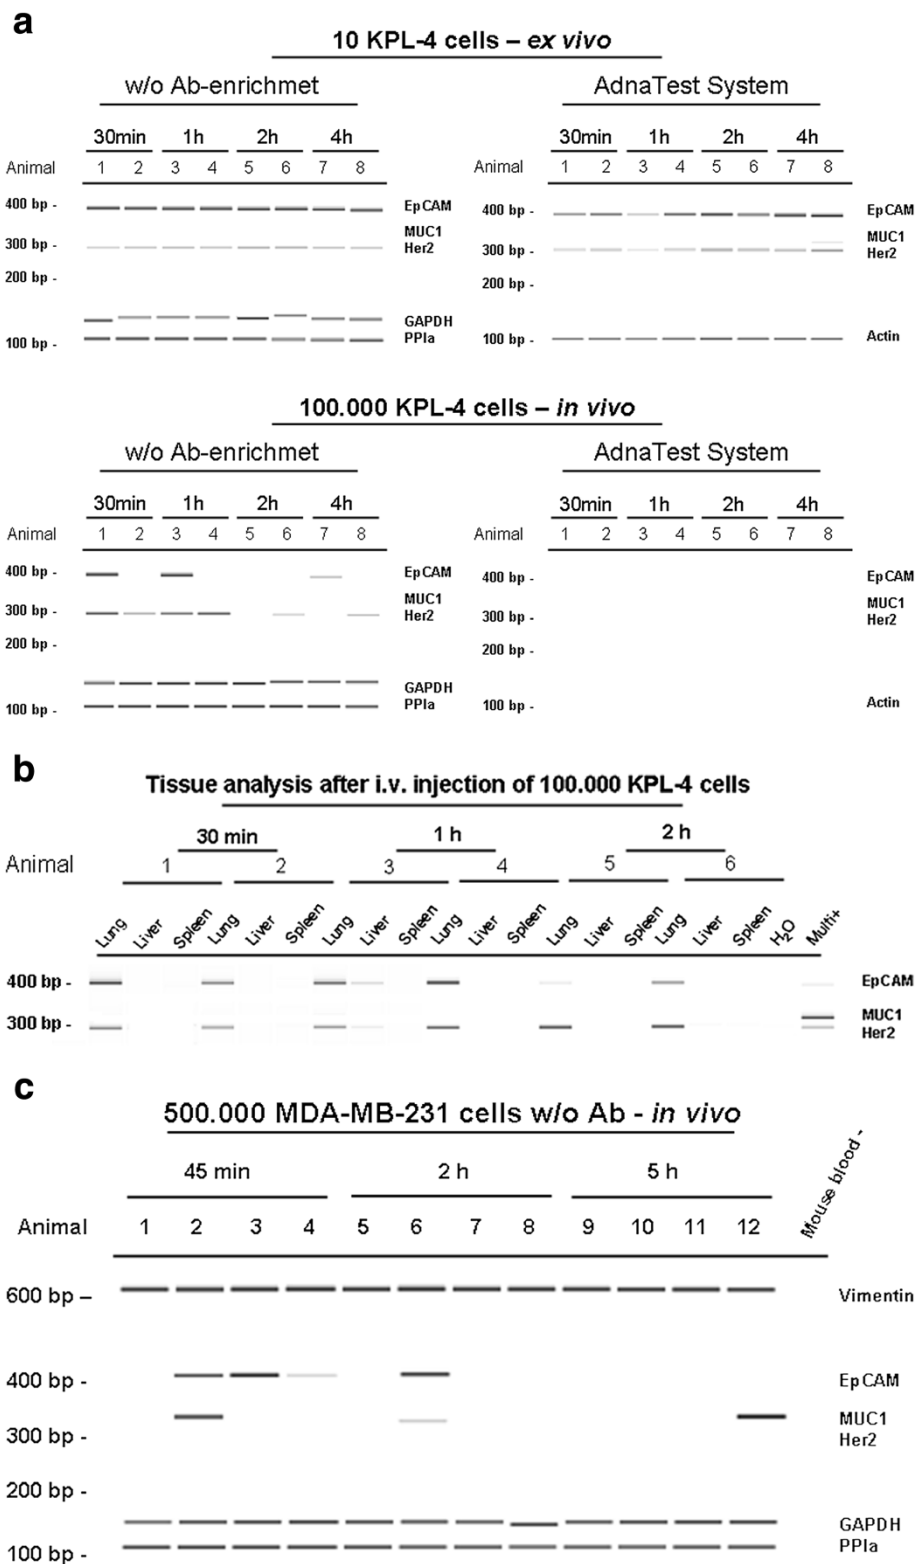 a
10 KPL-4 cells – ex vivo
w/o Ab-enrichmet
AdnaTest System
30min 1h 2h 4h
30min 1h 2h 4h
Animal 1 2 3 4 5 6 7 8
Animal 1 2 3 4 5 6 7 8
400 bp - EpCAM
MUC1
300 bp - Her2
200 bp -
GAPDH
100 bp - PPIa
400 bp - EpCAM
MUC1
300 bp - Her2
200 bp -
100 bp - Actin
100.000 KPL-4 cells – in vivo
w/o Ab-enrichmet
AdnaTest System
30min 1h 2h 4h
30min 1h 2h 4h
Animal 1 2 3 4 5 6 7 8
Animal 1 2 3 4 5 6 7 8
400 bp - EpCAM
MUC1
300 bp - Her2
200 bp -
GAPDH
100 bp - PPIa
400 bp - EpCAM
MUC1
300 bp - Her2
200 bp -
100 bp - Actin
b
Tissue analysis after i.v. injection of 100.000 KPL-4 cells
30 min 1 h 2 h
Animal 1 2 3 4 5 6
Lung Liver Spleen Lung Liver Spleen Lung Liver Spleen Lung Liver Spleen Lung Liver Spleen Lung Liver Spleen H2O Multi+
400 bp - EpCAM
MUC1
300 bp - Her2
c
500.000 MDA-MB-231 cells w/o Ab - in vivo
45 min 2 h 5 h
Mouse blood -
Animal 1 2 3 4 5 6 7 8 9 10 11 12
600 bp – Vimentin
400 bp - EpCAM
MUC1
300 bp - Her2
200 bp -
GAPDH
100 bp - PPIa